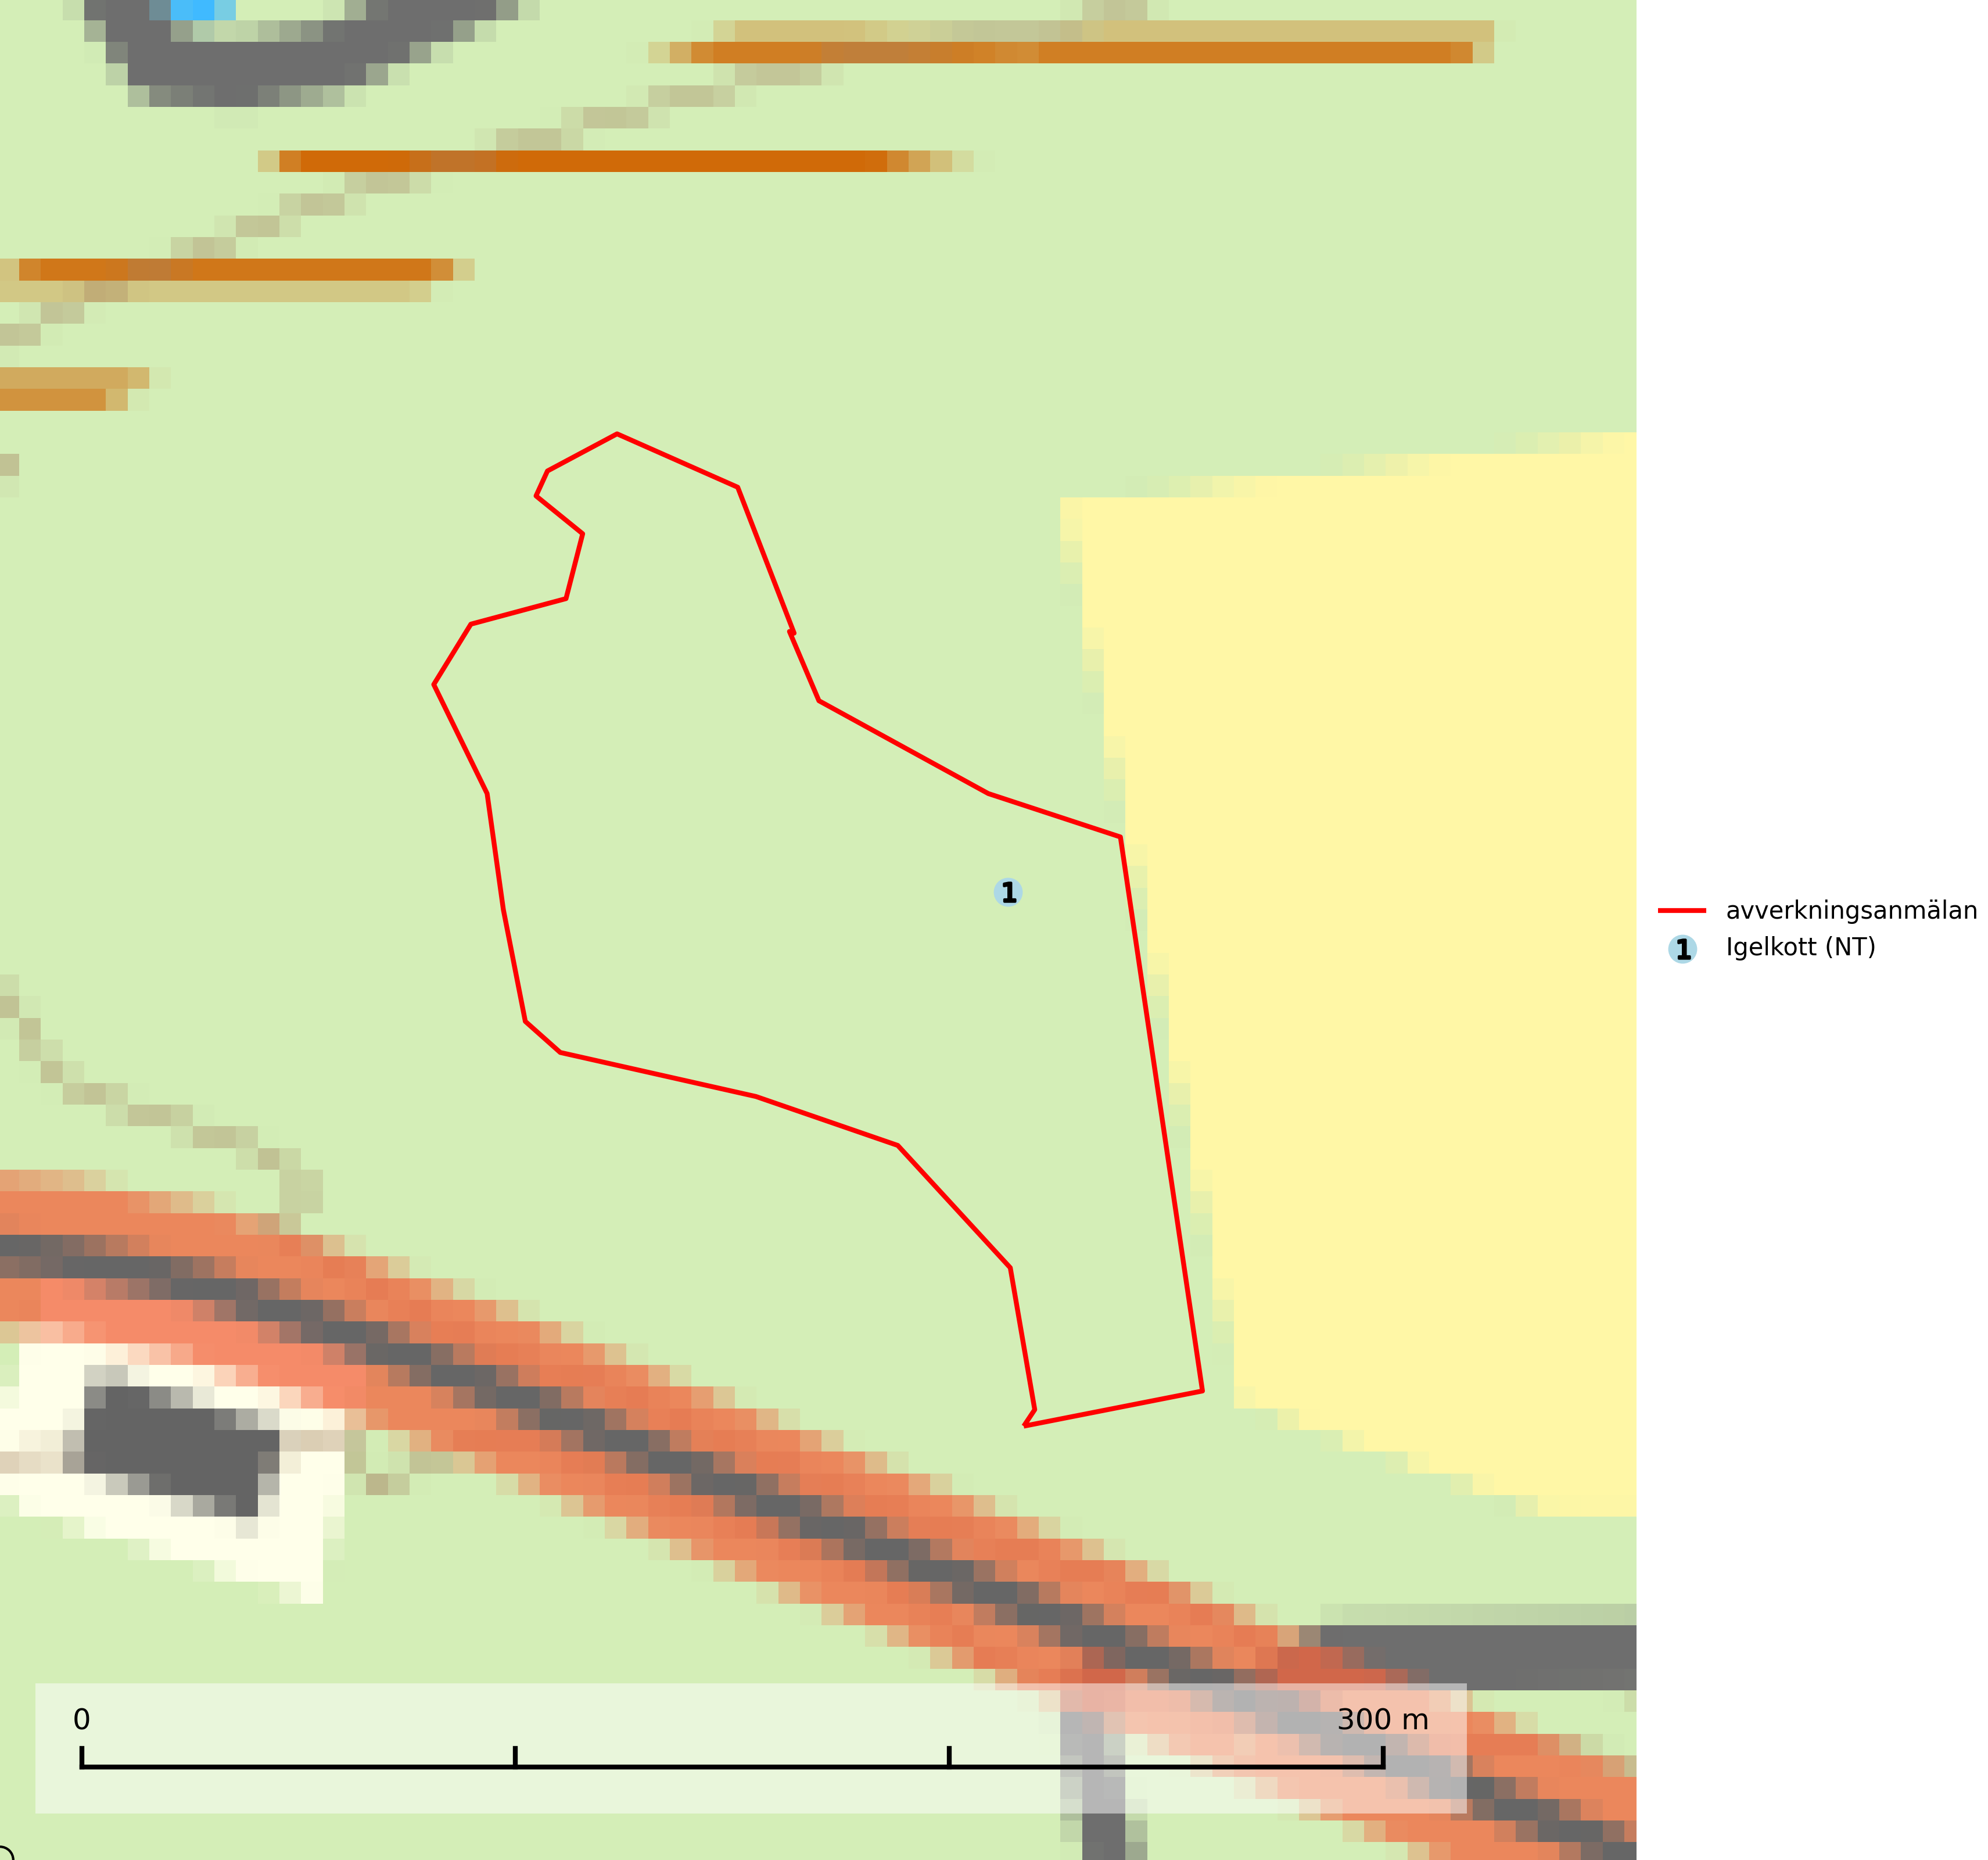 1
avverkningsanmälan
1 Igelkott (NT)
0 300 m